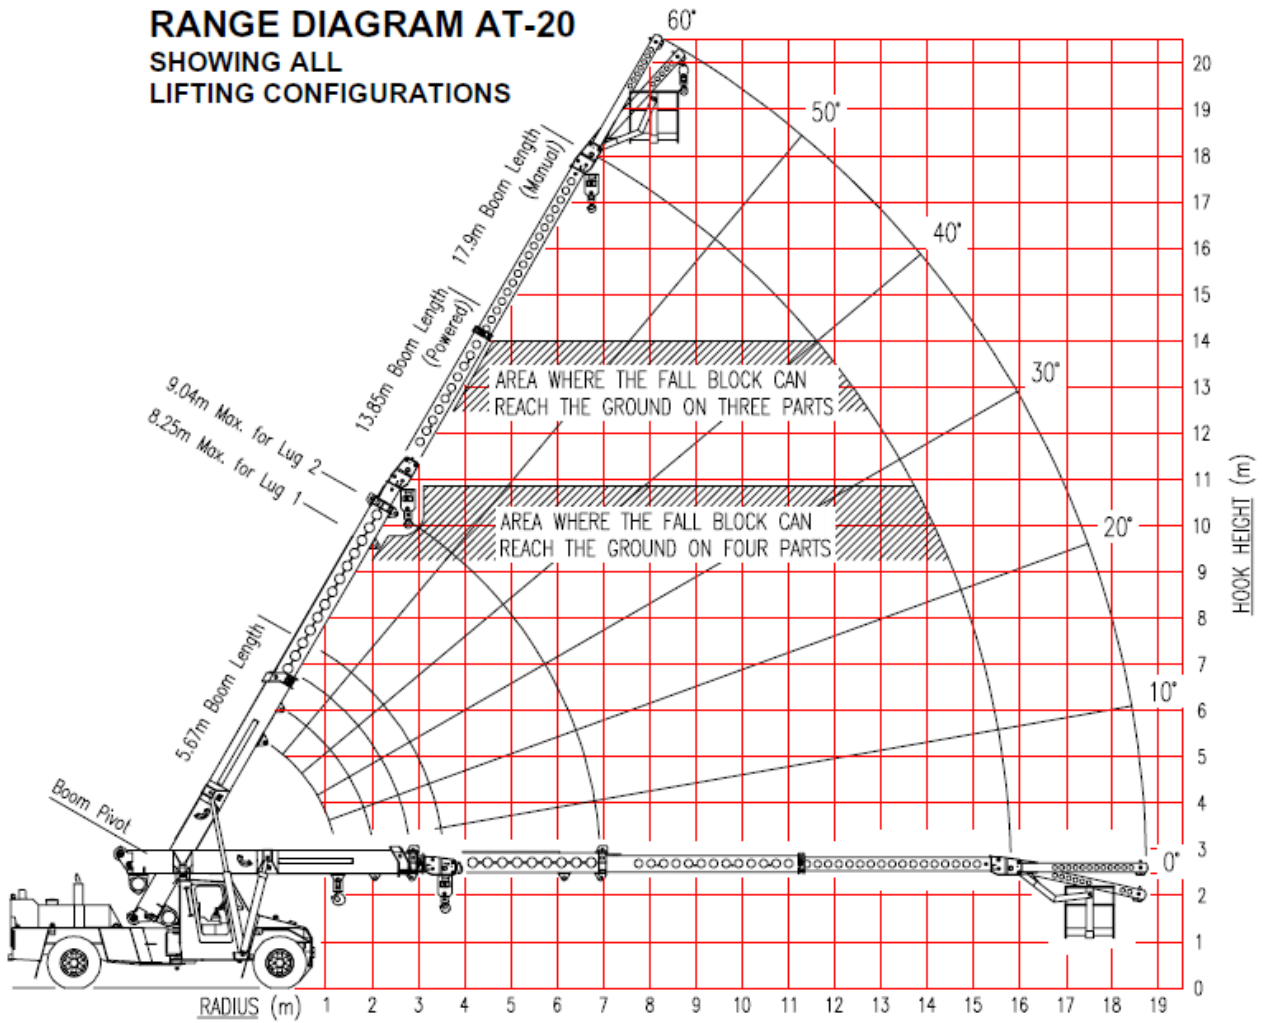 RANGE DIAGRAM AT-20
SHOWING ALL
LIFTING CONFIGURATIONS
60°
50°
40°
30°
20°
10°
0°
17.9m Boom Length
(Manual)
13.85m Boom Length
(Powered)
9.04m Max. for Lug 2
8.25m Max. for Lug 1
5.67m Boom Length
Boom Pivot
AREA WHERE THE FALL BLOCK CAN
REACH THE GROUND ON THREE PARTS
AREA WHERE THE FALL BLOCK CAN
REACH THE GROUND ON FOUR PARTS
20
19
18
17
16
15
14
13
12
11
10
9
8
7
6
5
4
3
2
1
0
HOOK HEIGHT (m)
RADIUS (m) 1 2 3 4 5 6 7 8 9 10 11 12 13 14 15 16 17 18 19